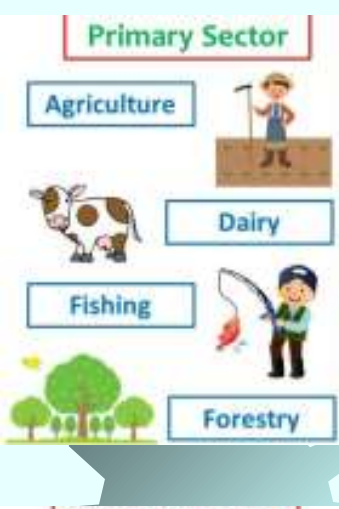 Primary Sector
Agriculture
Dairy
Fishing
Forestry